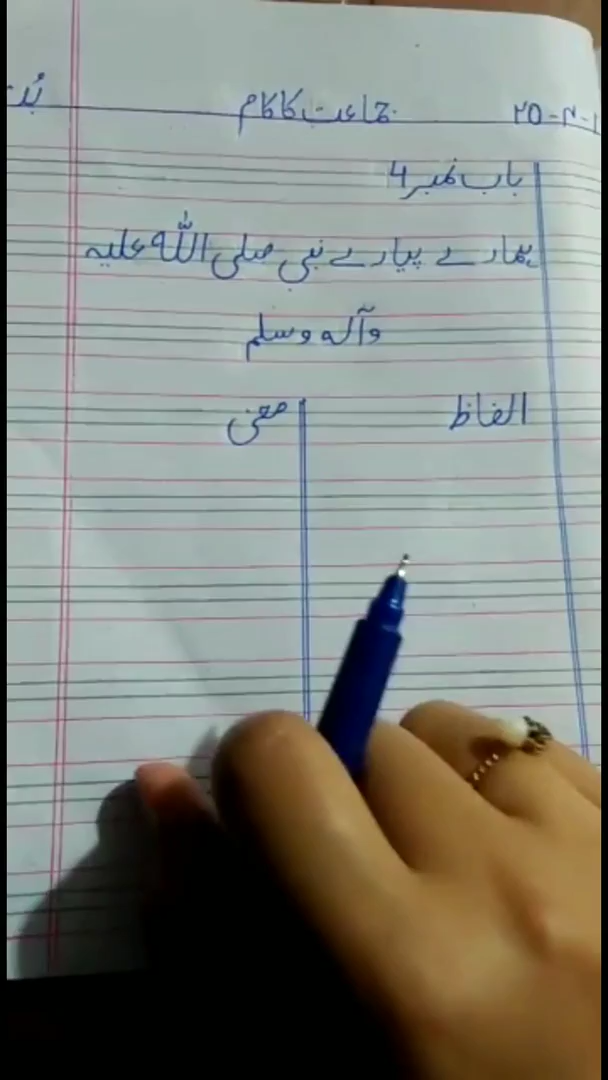 جماعت کا کام
باب نمبر 4
ہمارے پیارے نبی صلی اللہ علیہ
وآلہ وسلم
الفاظ معنی